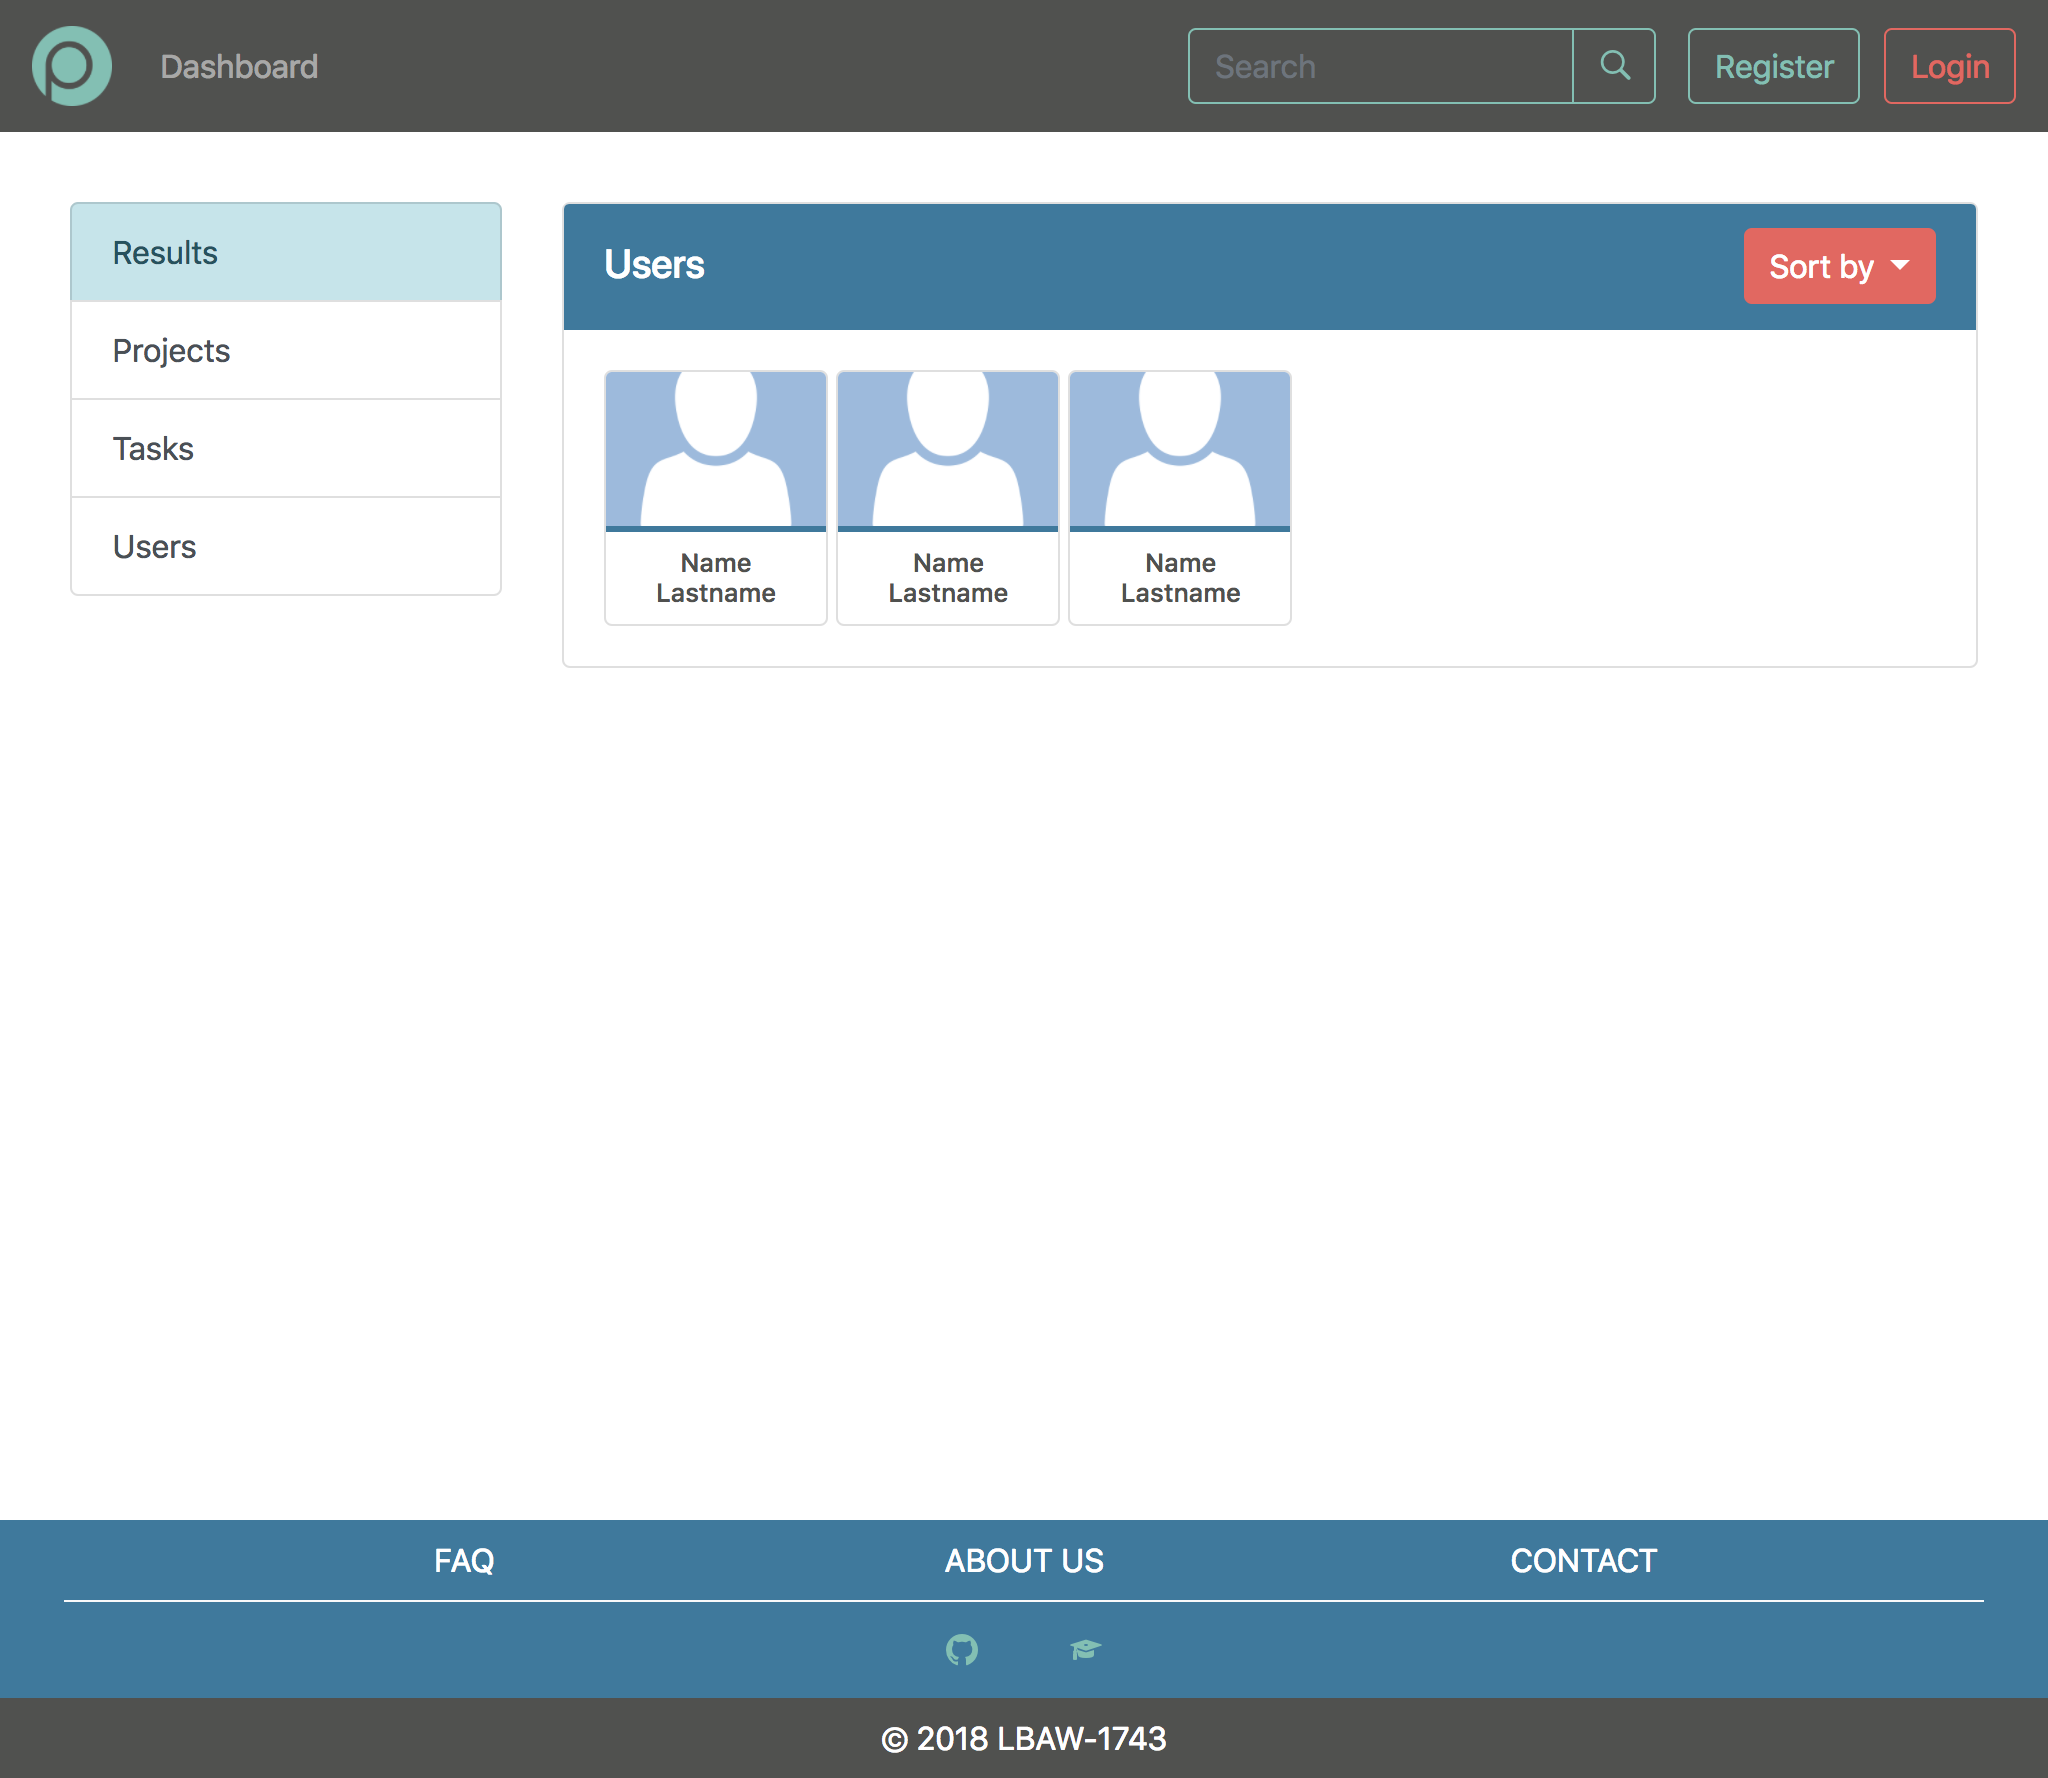 Dashboard
Search
Register
Login
Results
Projects
Tasks
Users
Users
Sort by
Name
Lastname
Name
Lastname
Name
Lastname
FAQ
ABOUT US
CONTACT
© 2018 LBAW-1743